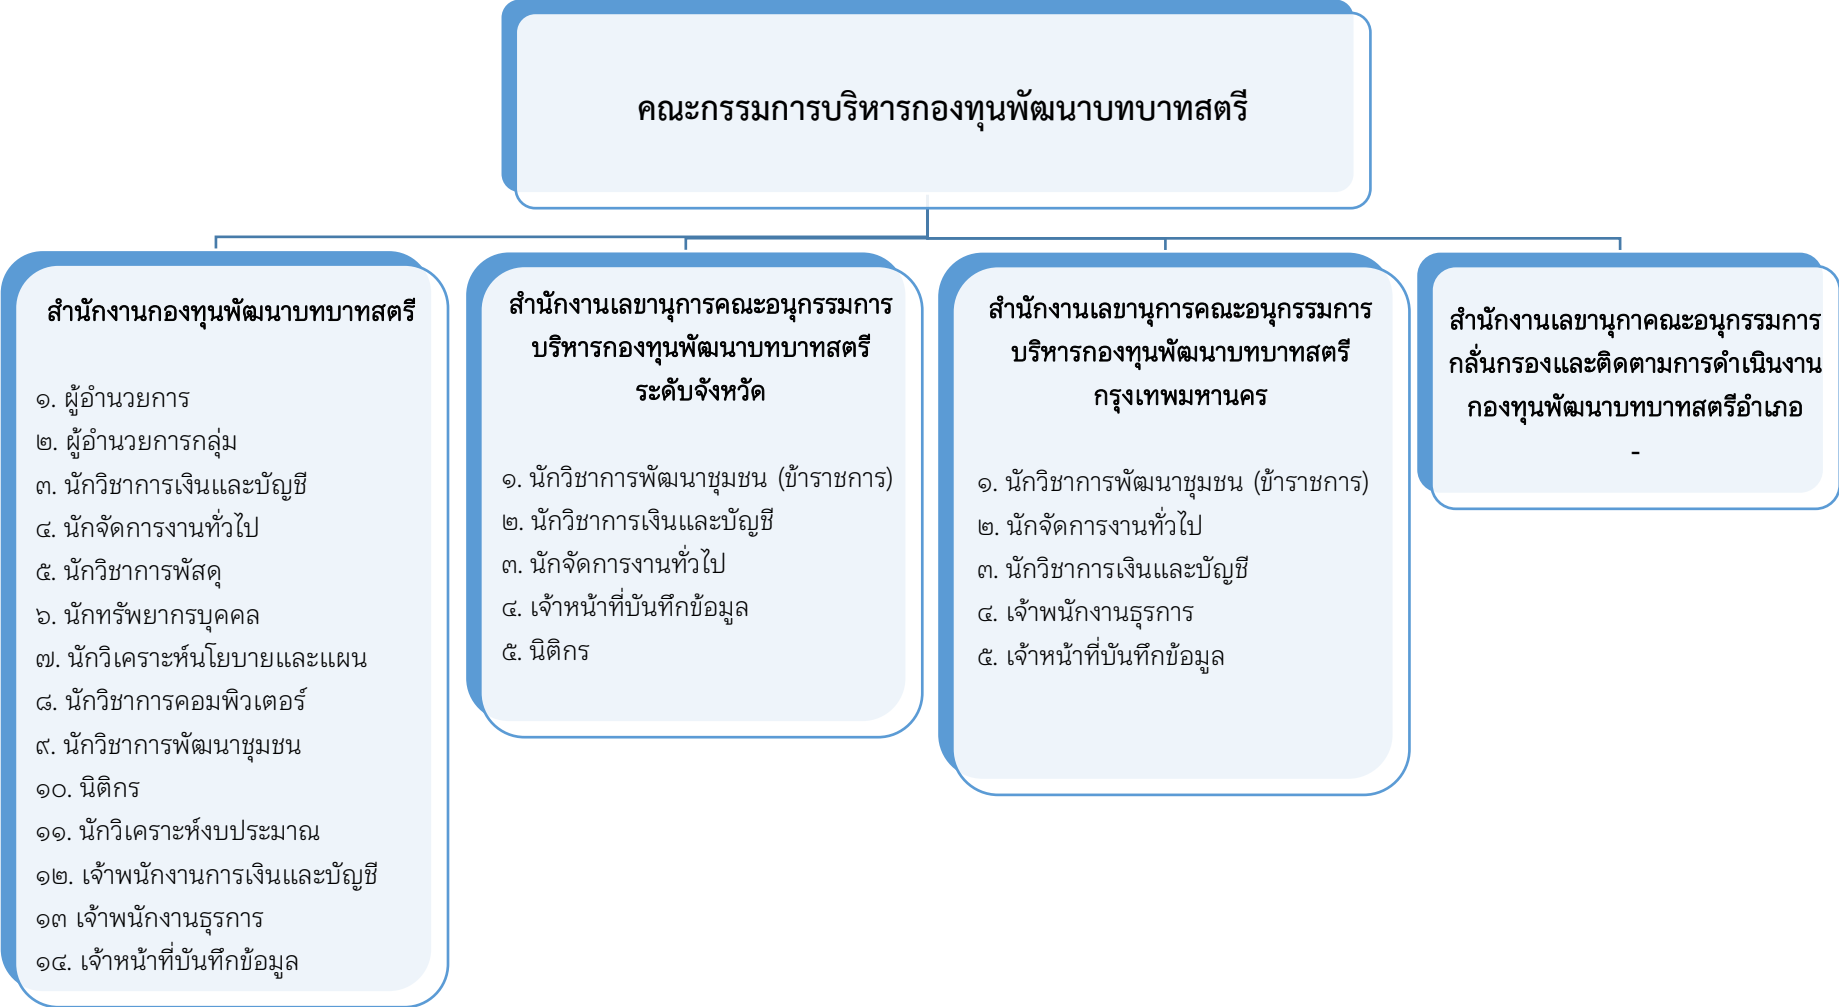 คณะกรรมการบริหารกองทุนพัฒนาบทบาทสตรี
สำนักงานกองทุนพัฒนาบทบาทสตรี
๑. ผู้อำนวยการ
๒. ผู้อำนวยการกลุ่ม
๓. นักวิชาการเงินและบัญชี
๔. นักจัดการงานทั่วไป
๕. นักวิชาการพัสดุ
๖. นักทรัพยากรบุคคล
๗. นักวิเคราะห์นโยบายและแผน
๘. นักวิชาการคอมพิวเตอร์
๙. นักวิชาการพัฒนาชุมชน
๑๐. นิติกร
๑๑. นักวิเคราะห์งบประมาณ
๑๒. เจ้าพนักงานการเงินและบัญชี
๑๓ เจ้าพนักงานธุรการ
๑๔. เจ้าหน้าที่บันทึกข้อมูล
สำนักงานเลขานุการคณะอนุกรรมการ
บริหารกองทุนพัฒนาบทบาทสตรี
ระดับจังหวัด
๑. นักวิชาการพัฒนาชุมชน (ข้าราชการ)
๒. นักวิชาการเงินและบัญชี
๓. นักจัดการงานทั่วไป
๔. เจ้าหน้าที่บันทึกข้อมูล
๕. นิติกร
สำนักงานเลขานุการคณะอนุกรรมการ
บริหารกองทุนพัฒนาบทบาทสตรี
กรุงเทพมหานคร
๑. นักวิชาการพัฒนาชุมชน (ข้าราชการ)
๒. นักจัดการงานทั่วไป
๓. นักวิชาการเงินและบัญชี
๔. เจ้าพนักงานธุรการ
๕. เจ้าหน้าที่บันทึกข้อมูล
สำนักงานเลขานุกาคณะอนุกรรมการ
กลั่นกรองและติดตามการดำเนินงาน
กองทุนพัฒนาบทบาทสตรีอำเภอ
-